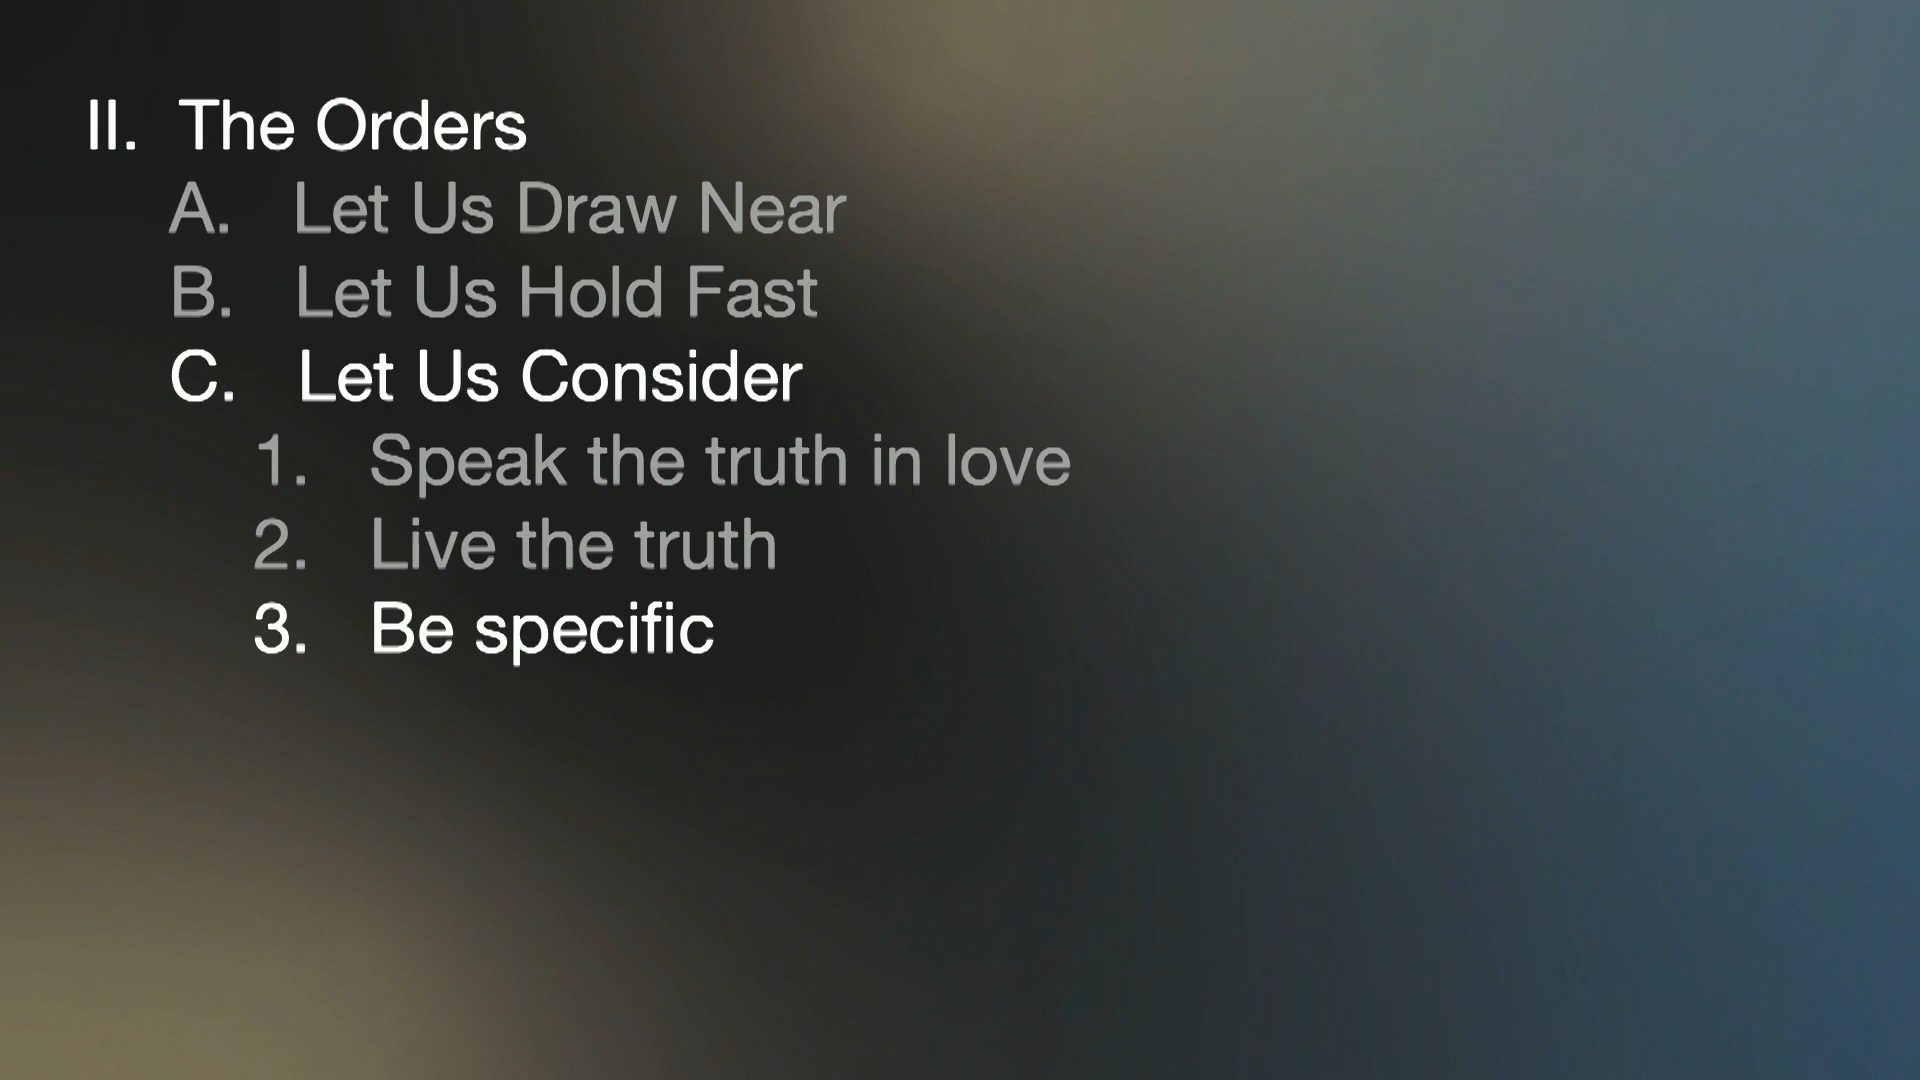 II. The Orders
A. Let Us Draw Near
B. Let Us Hold Fast
C. Let Us Consider
1. Speak the truth in love
2. Live the truth
3. Be specific